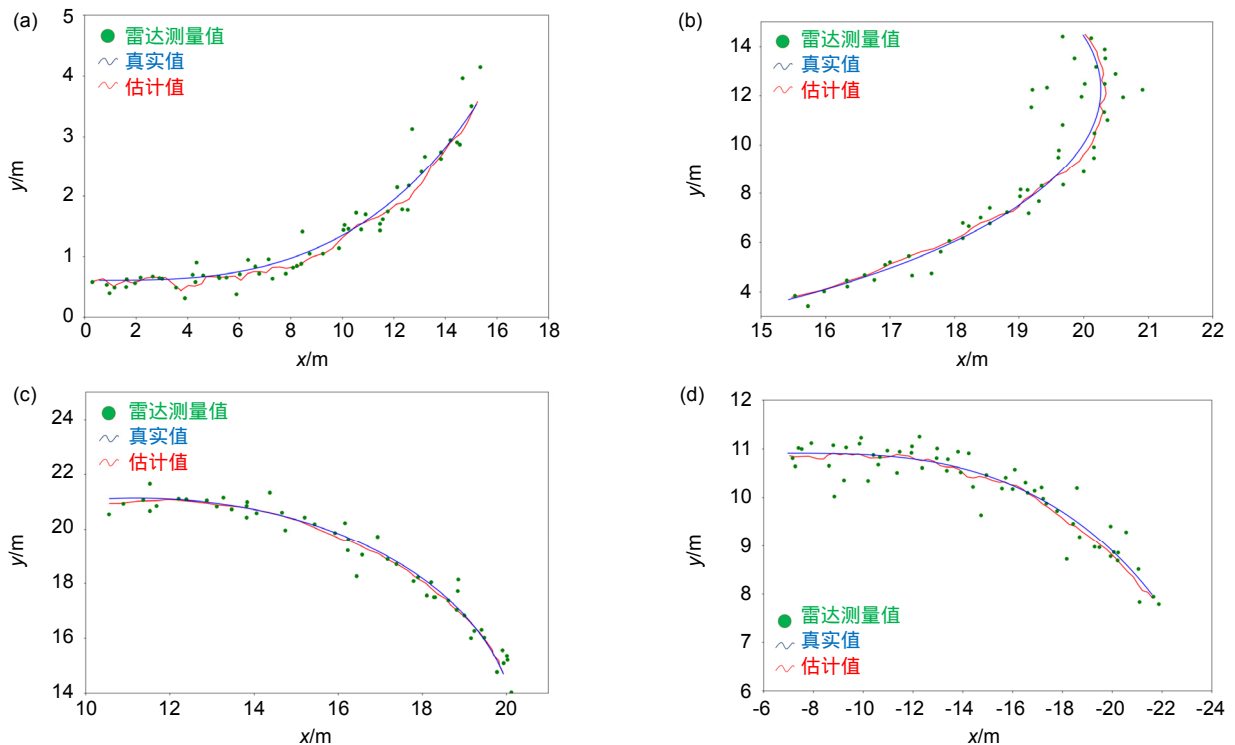 (a)
5
4
3
2
1
0
雷达测量值
真实值
估计值
y/m
0 2 4 6 8 10 12 14 16 18
x/m
(b)
14
12
10
8
6
4
2
雷达测量值
真实值
估计值
y/m
15 16 17 18 19 20 21 22
x/m
(c)
24
22
20
18
16
14
雷达测量值
真实值
估计值
y/m
10 12 14 16 18 20
x/m
(d)
12
11
10
9
8
7
6
雷达测量值
真实值
估计值
y/m
-6 -8 -10 -12 -14 -16 -18 -20 -22 -24
x/m